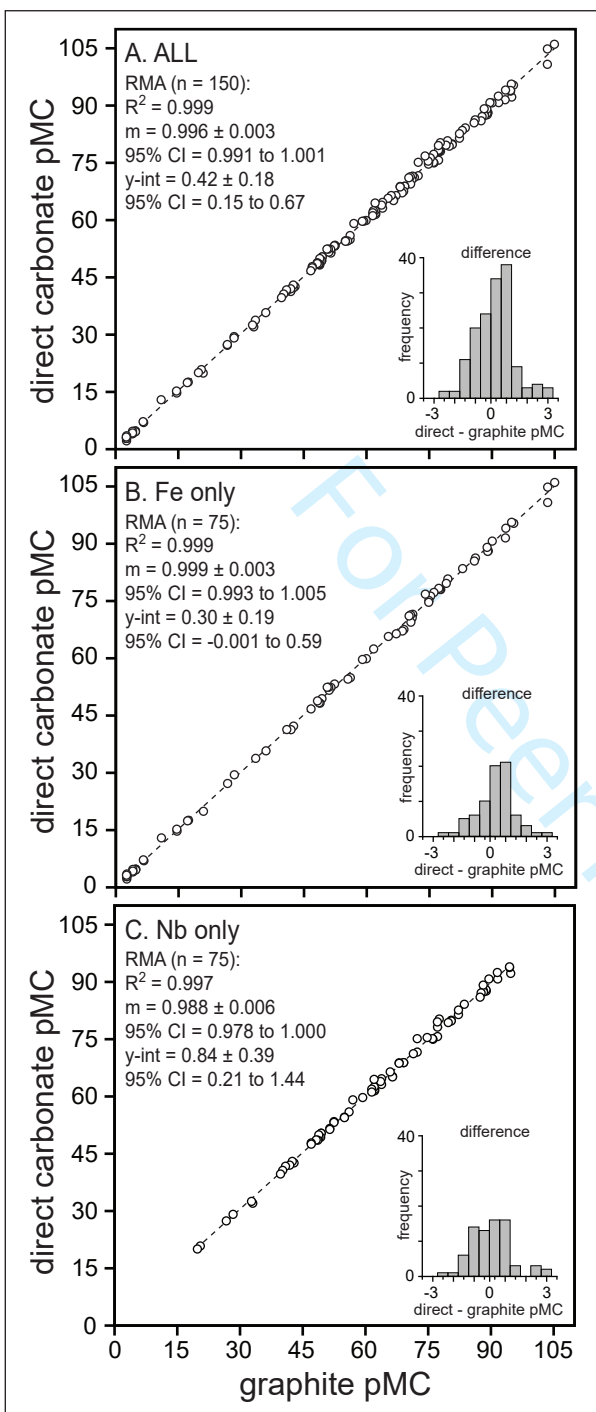 direct carbonate pMC
105
90
75
60
45
30
15
0
A. ALL
RMA (n = 150):
R² = 0.999
m = 0.996 ± 0.003
95% CI = 0.991 to 1.001
y-int = 0.42 ± 0.18
95% CI = 0.15 to 0.67
difference
frequency
40
0
-3 0 3
direct - graphite pMC
direct carbonate pMC
105
90
75
60
45
30
15
0
B. Fe only
RMA (n = 75):
R² = 0.999
m = 0.999 ± 0.003
95% CI = 0.993 to 1.005
y-int = 0.30 ± 0.19
95% CI = -0.001 to 0.59
difference
frequency
40
0
-3 0 3
direct - graphite pMC
For Peer
direct carbonate pMC
105
90
75
60
45
30
15
0
C. Nb only
RMA (n = 75):
R² = 0.997
m = 0.988 ± 0.006
95% CI = 0.978 to 1.000
y-int = 0.84 ± 0.39
95% CI = 0.21 to 1.44
difference
frequency
40
0
-3 0 3
direct - graphite pMC
0 15 30 45 60 75 90 105
graphite pMC